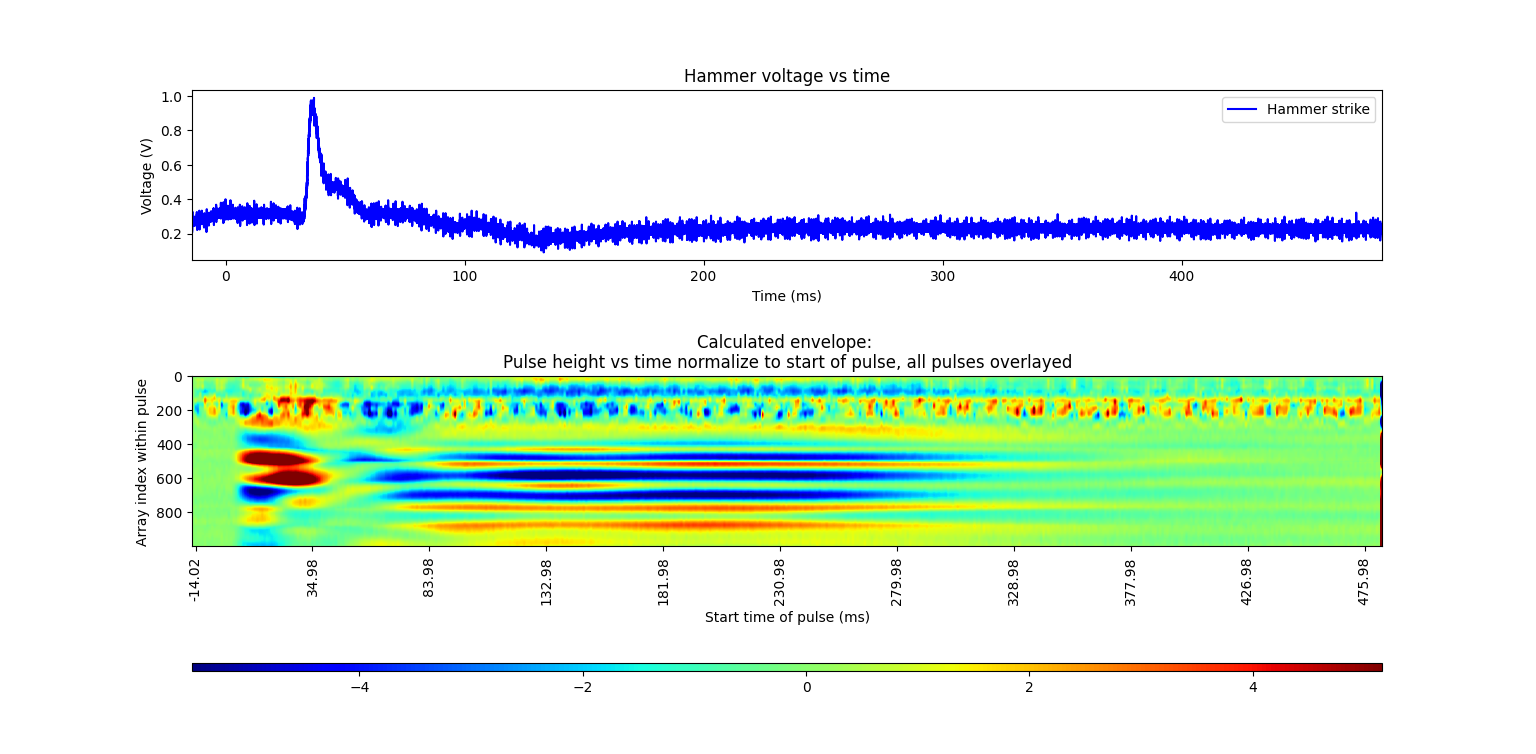 Hammer voltage vs time
1.0
0.8
0.6
0.4
0.2
Voltage (V)
Hammer strike
0 100 200 300 400
Time (ms)
Calculated envelope:
Pulse height vs time normalize to start of pulse, all pulses overlayed
0
200
400
600
800
Array index within pulse
-14.02 34.98 83.98 132.98 181.98 230.98 279.98 328.98 377.98 426.98 475.98
Start time of pulse (ms)
−4 −2 0 2 4